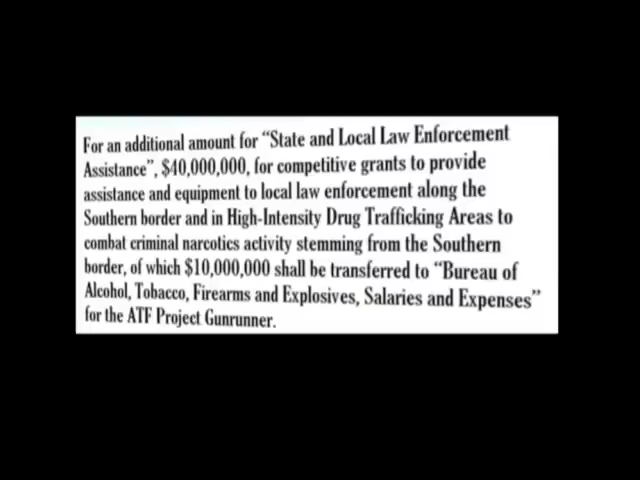 For an additional amount for “State and Local Law Enforcement
Assistance”, $40,000,000, for competitive grants to provide
assistance and equipment to local law enforcement along the
Southern border and in High-Intensity Drug Trafficking Areas to
combat criminal narcotics activity stemming from the Southern
border, of which $10,000,000 shall be transferred to “Bureau of
Alcohol, Tobacco, Firearms and Explosives, Salaries and Expenses”
for the ATF Project Gunrunner.